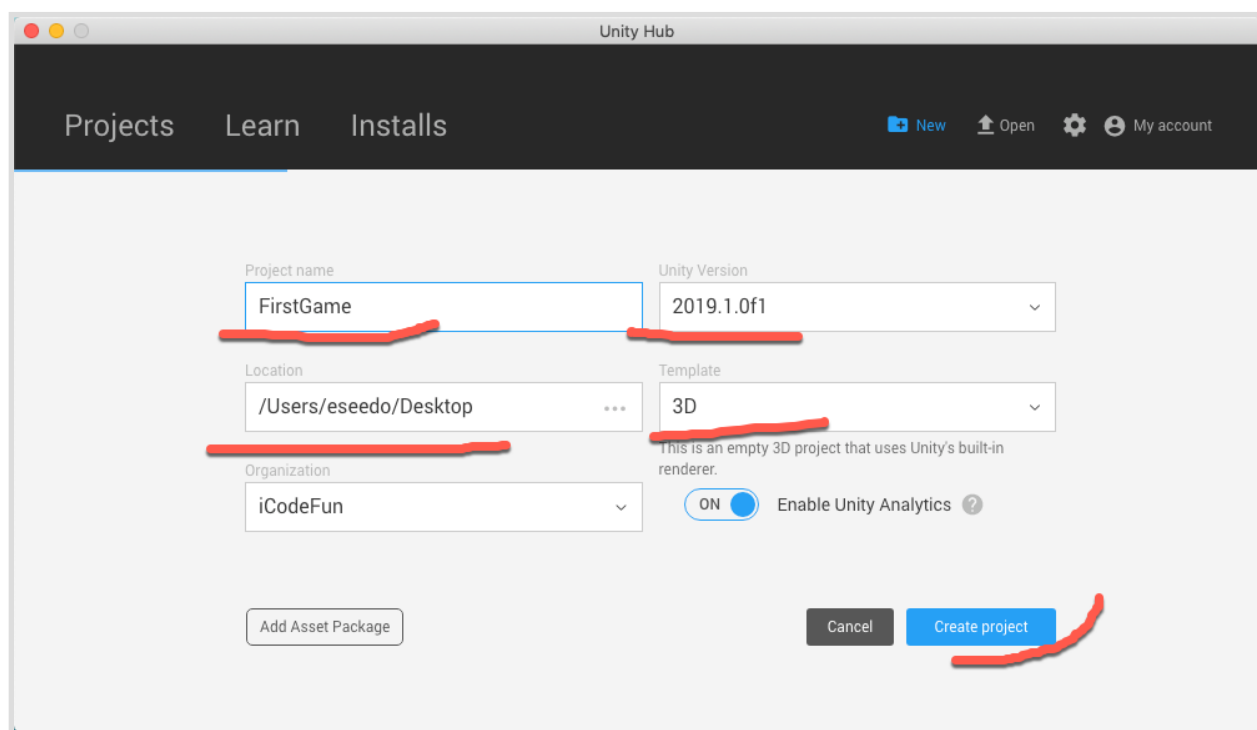 Unity Hub
Projects Learn Installs New Open My account
Project name Unity Version
FirstGame 2019.1.0f1
Location Template
/Users/eseedo/Desktop ... 3D
This is an empty 3D project that uses Unity's built-in
renderer.
Organization
iCodeFun ON Enable Unity Analytics ?
Add Asset Package Cancel Create project